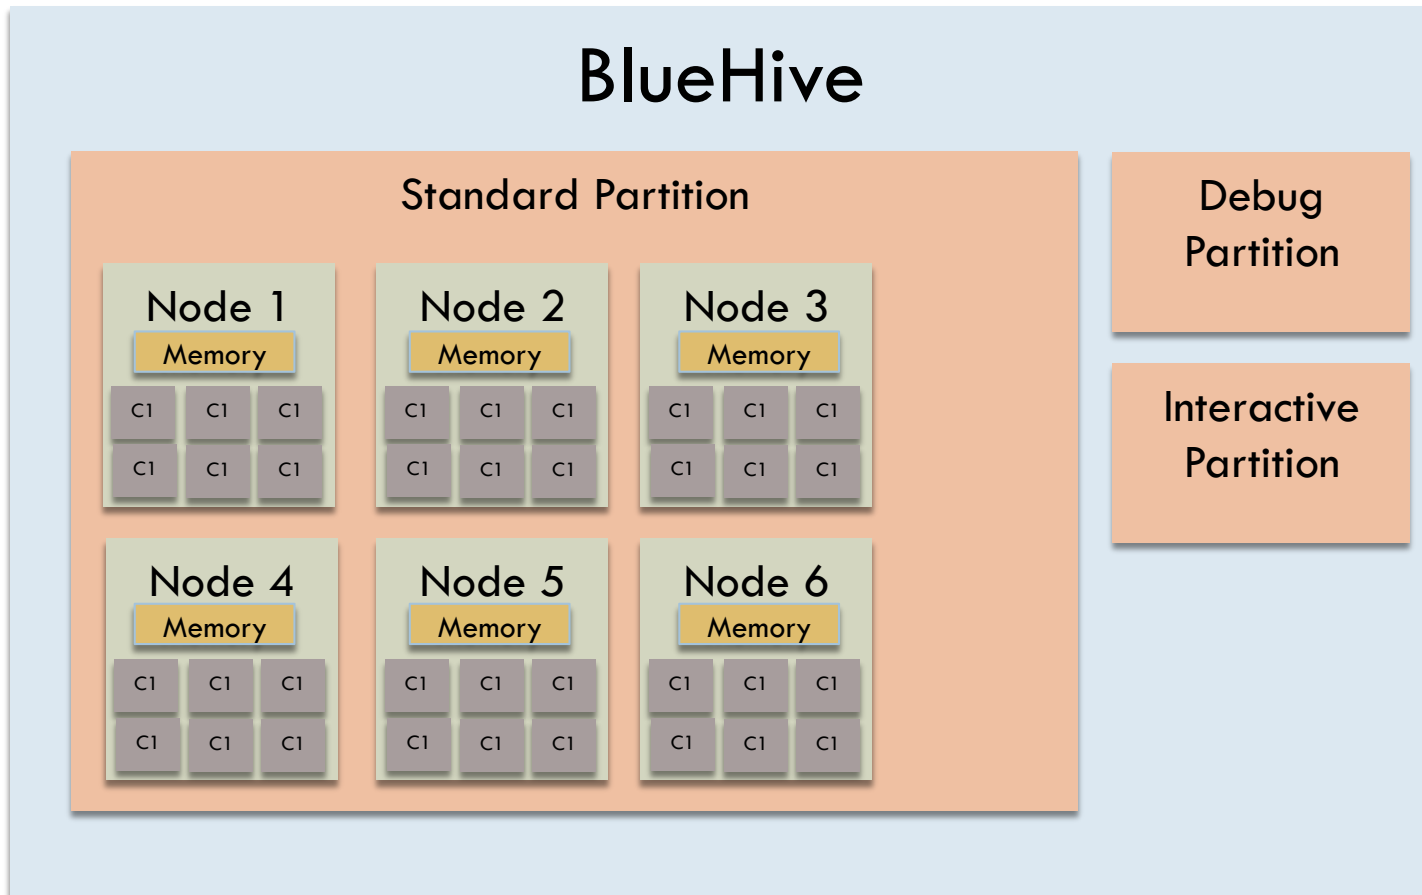 BlueHive
Standard Partition
Debug
Partition
Interactive
Partition
Node 1 Node 2 Node 3
Memory Memory Memory
C1 C1 C1 C1 C1 C1 C1 C1 C1
C1 C1 C1 C1 C1 C1 C1 C1 C1
Node 4 Node 5 Node 6
Memory Memory Memory
C1 C1 C1 C1 C1 C1 C1 C1 C1
C1 C1 C1 C1 C1 C1 C1 C1 C1